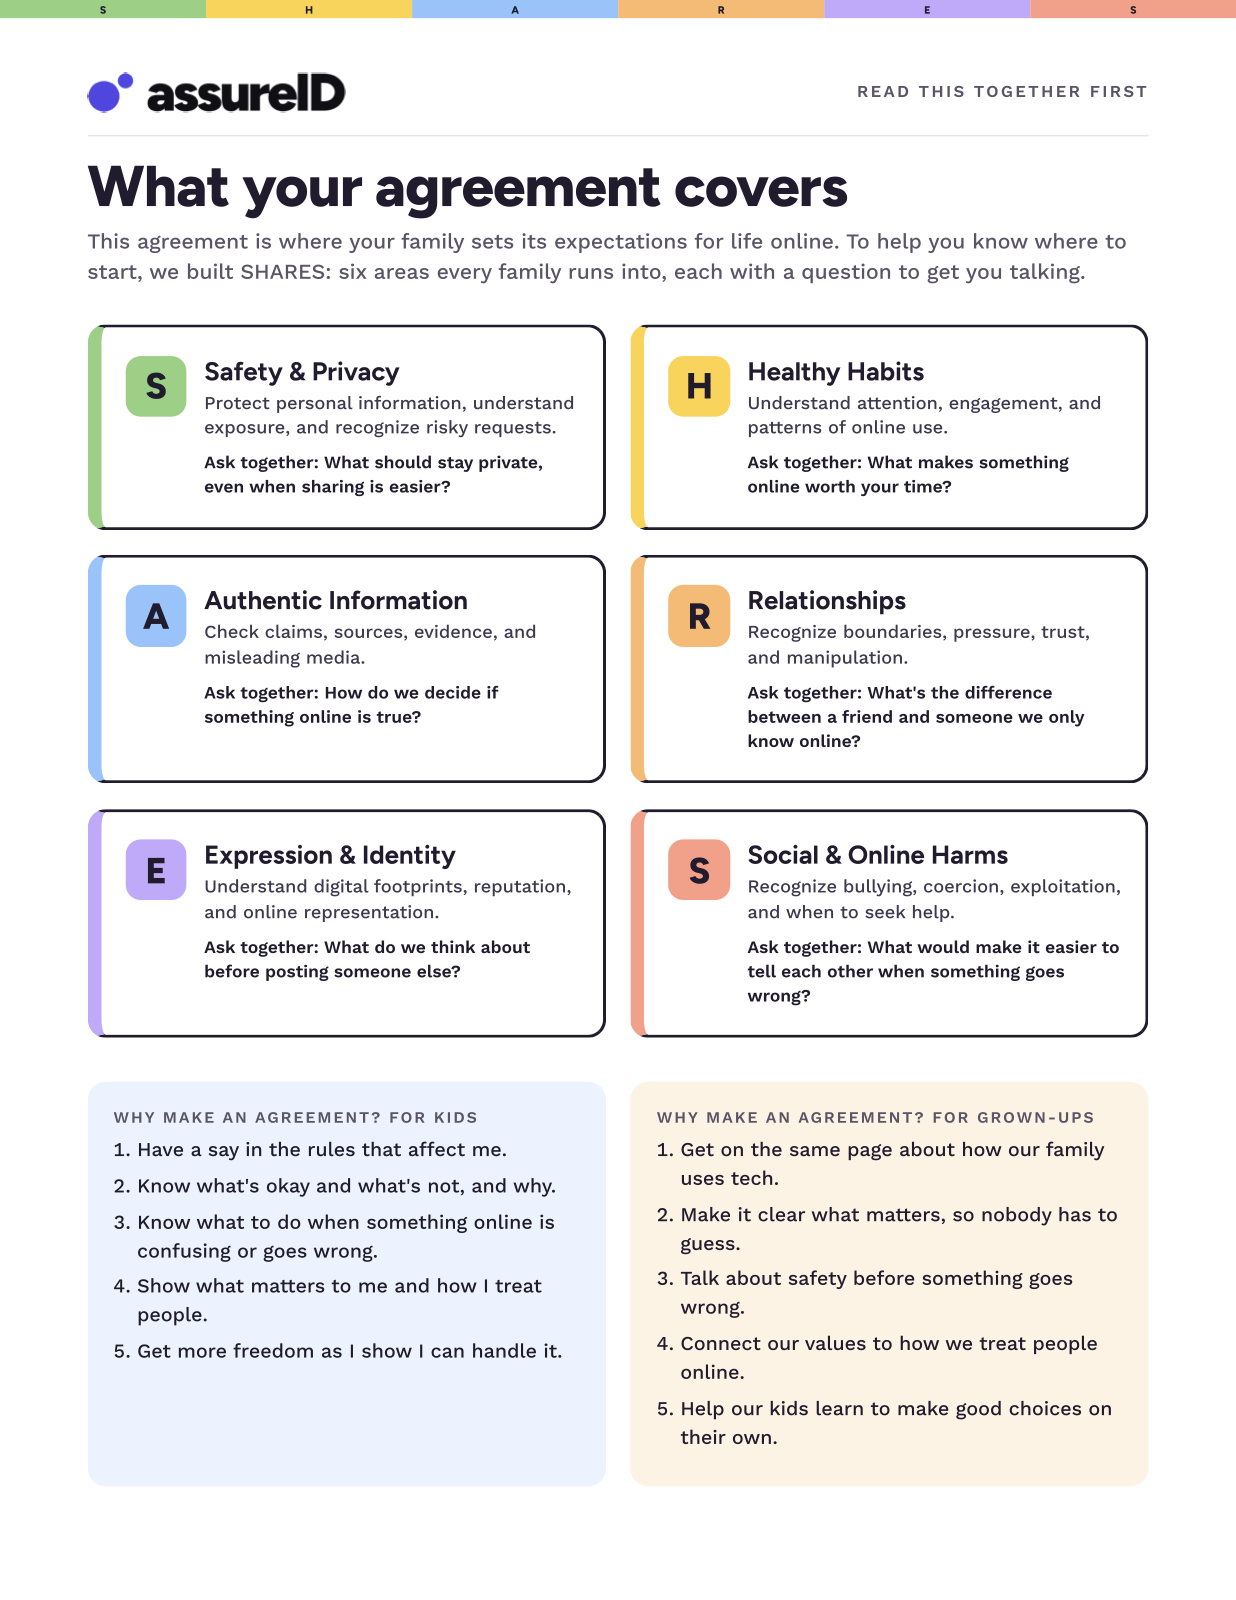 S H A R E S
assureID
READ THIS TOGETHER FIRST
What your agreement covers
This agreement is where your family sets its expectations for life online. To help you know where to
start, we built SHARES: six areas every family runs into, each with a question to get you talking.
S
Safety & Privacy
Protect personal information, understand
exposure, and recognize risky requests.
Ask together: What should stay private,
even when sharing is easier?
H
Healthy Habits
Understand attention, engagement, and
patterns of online use.
Ask together: What makes something
online worth your time?
A
Authentic Information
Check claims, sources, evidence, and
misleading media.
Ask together: How do we decide if
something online is true?
R
Relationships
Recognize boundaries, pressure, trust,
and manipulation.
Ask together: What's the difference
between a friend and someone we only
know online?
E
Expression & Identity
Understand digital footprints, reputation,
and online representation.
Ask together: What do we think about
before posting someone else?
S
Social & Online Harms
Recognize bullying, coercion, exploitation,
and when to seek help.
Ask together: What would make it easier to
tell each other when something goes
wrong?
WHY MAKE AN AGREEMENT? FOR KIDS
1. Have a say in the rules that affect me.
2. Know what's okay and what's not, and why.
3. Know what to do when something online is
confusing or goes wrong.
4. Show what matters to me and how I treat
people.
5. Get more freedom as I show I can handle it.
WHY MAKE AN AGREEMENT? FOR GROWN-UPS
1. Get on the same page about how our family
uses tech.
2. Make it clear what matters, so nobody has to
guess.
3. Talk about safety before something goes
wrong.
4. Connect our values to how we treat people
online.
5. Help our kids learn to make good choices on
their own.